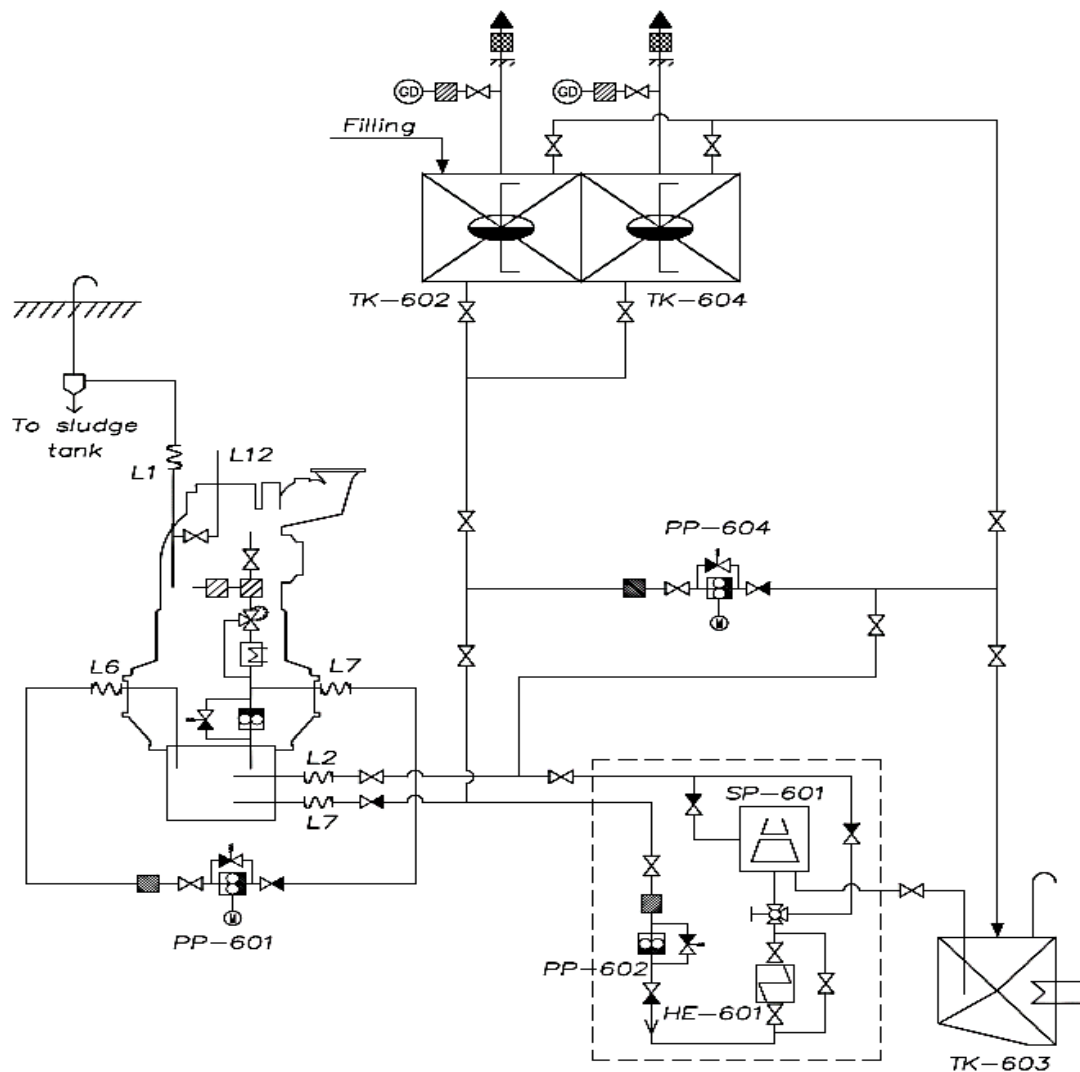 GD
GD
Filling
TK-602
TK-604
To sludge
tank
L1
L12
PP-604
M
L6
L7
L2
L7
SP-601
M
PP-601
PP-602
HE-601
TK-603